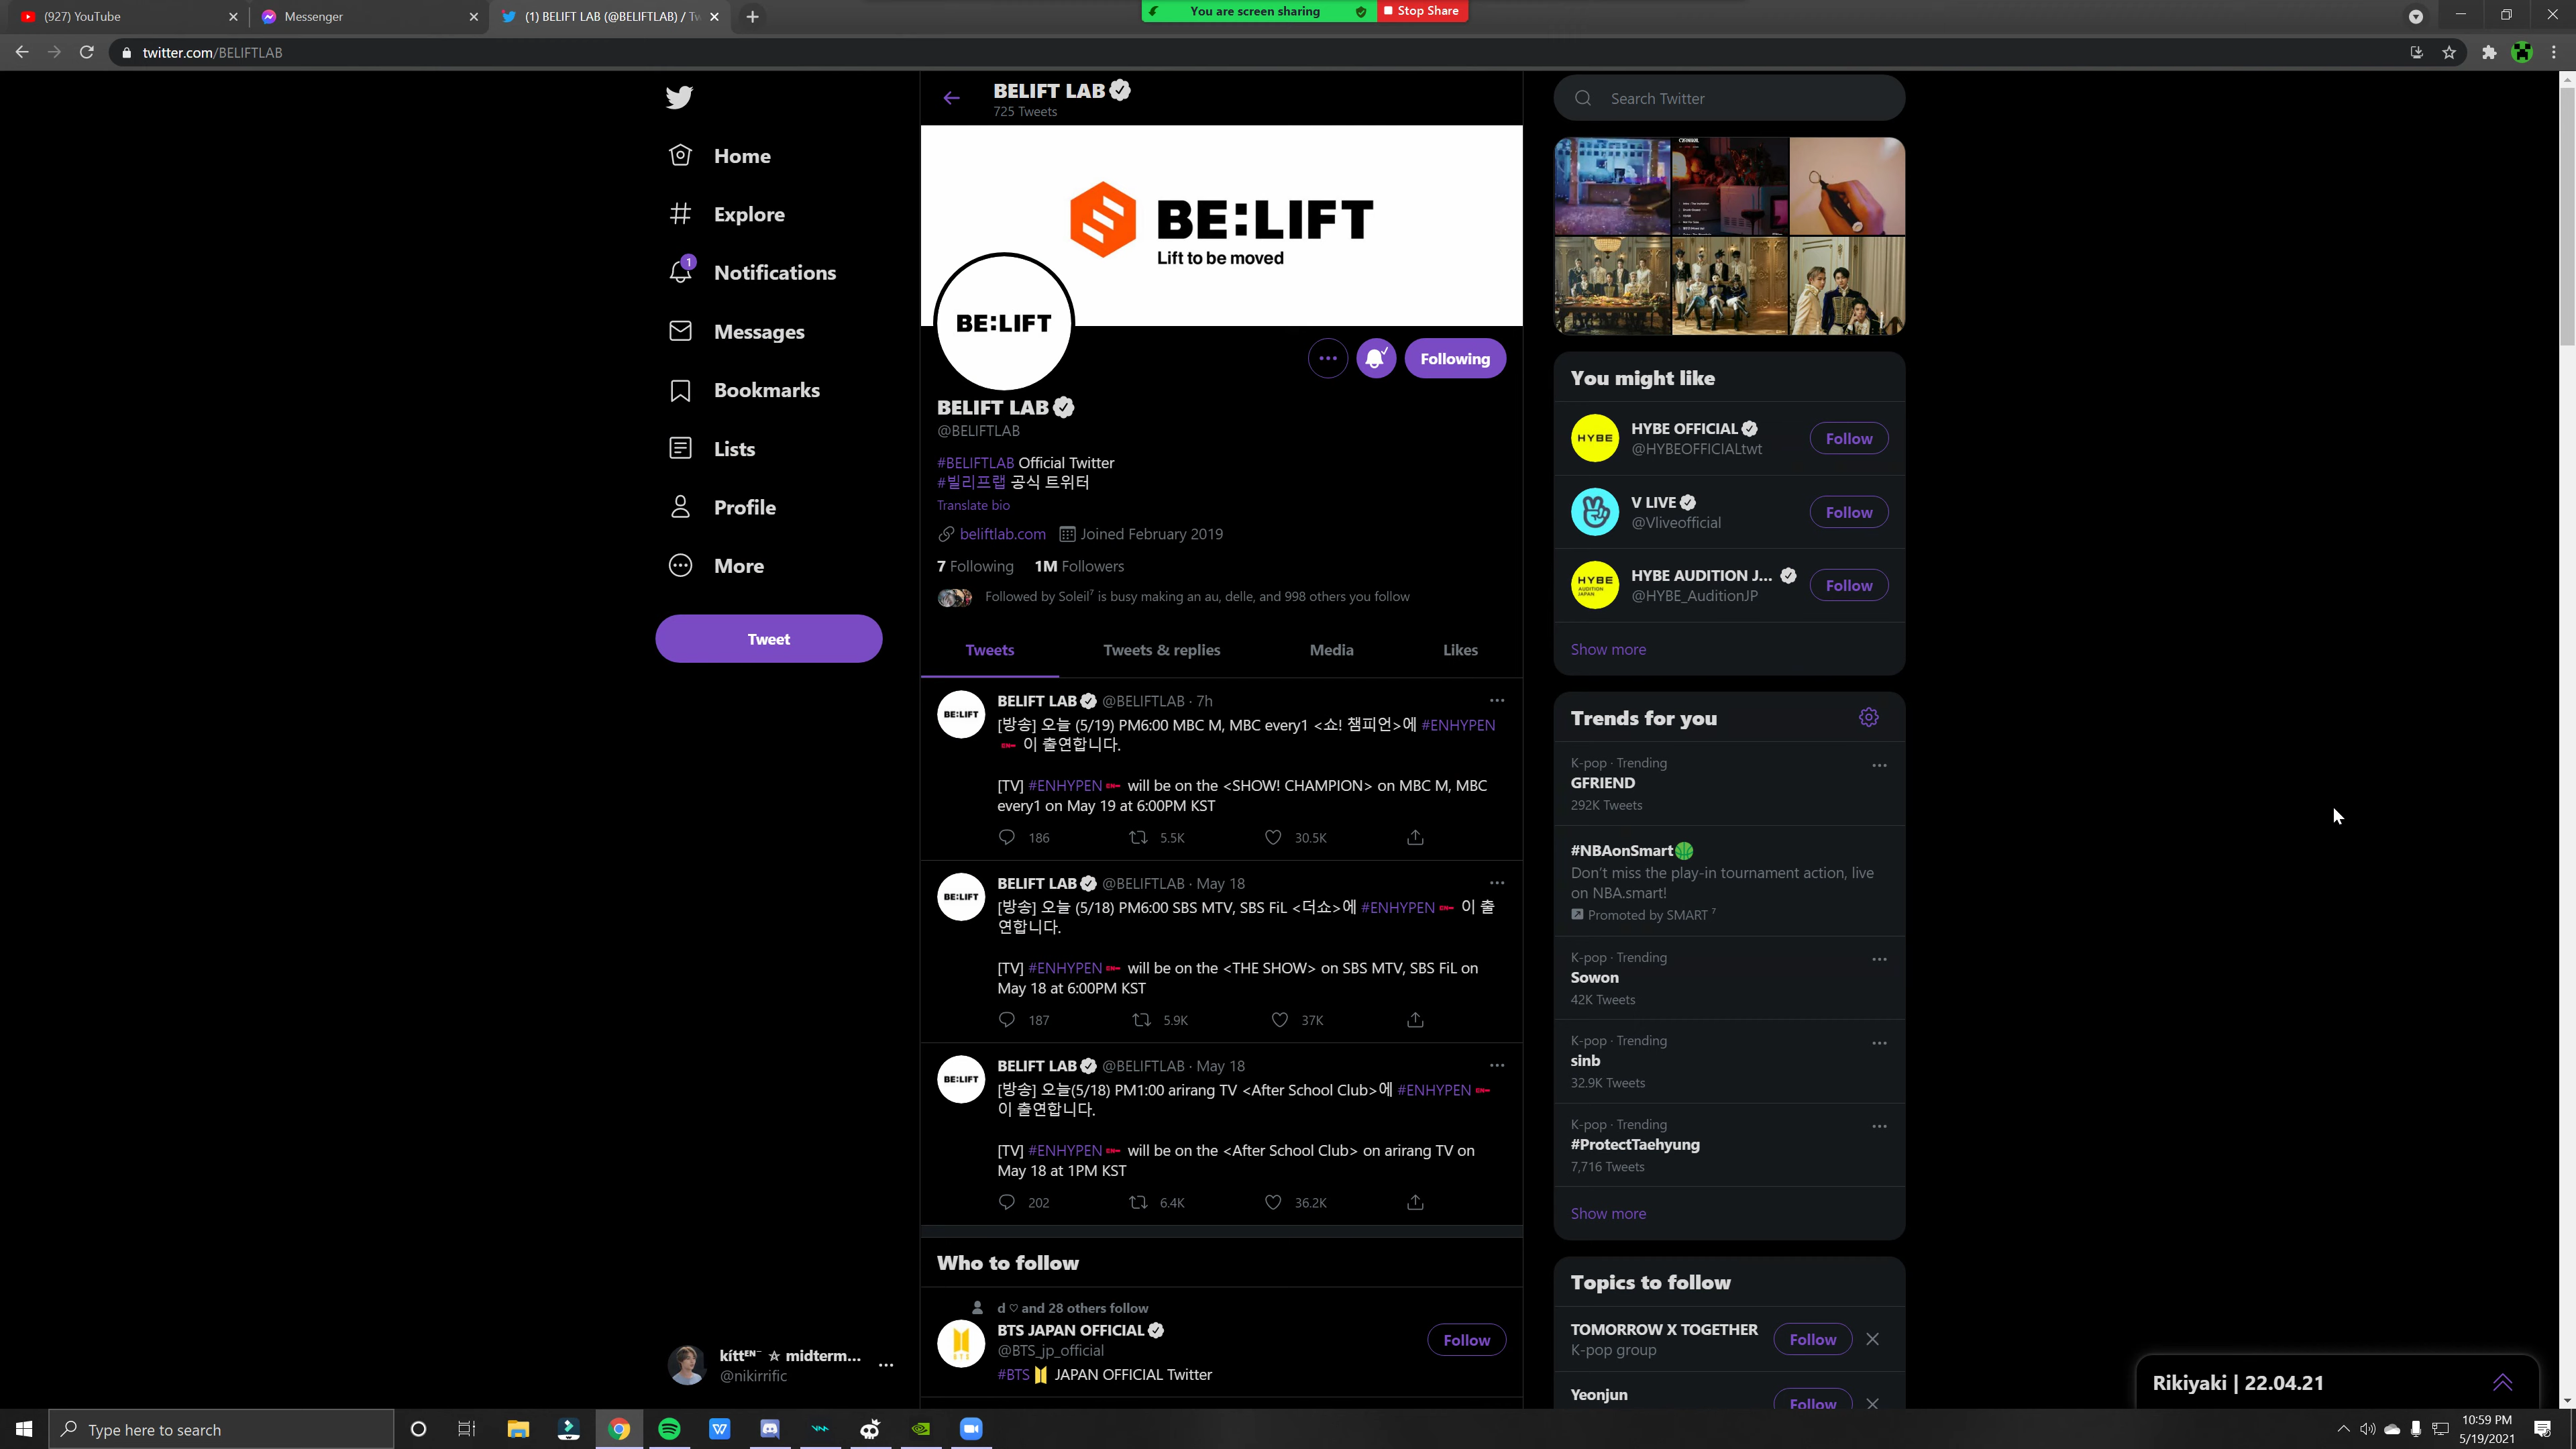 (927) YouTube
Messenger
(1) BELIFT LAB (@BELIFTLAB) / Tw
You are screen sharing
Stop Share
twitter.com/BELIFTLAB
Home
Explore
1
Notifications
Messages
Bookmarks
Lists
Profile
More
Tweet
kíttᴱᴺ⁻ ☆ midterm...
@nikirrific
BELIFT LAB
725 Tweets
BE:LIFT
Lift to be moved
BE:LIFT
Following
BELIFT LAB
@BELIFTLAB
#BELIFTLAB Official Twitter
#빌리프랩 공식 트위터
Translate bio
beliftlab.com Joined February 2019
7 Following 1M Followers
Followed by Soleil⁷ is busy making an au, delle, and 998 others you follow
Tweets Tweets & replies Media Likes
BE:LIFT
BELIFT LAB @BELIFTLAB · 7h
[방송] 오늘 (5/19) PM6:00 MBC M, MBC every1 <쇼! 챔피언>에 #ENHYPEN
이 출연합니다.
[TV] #ENHYPEN will be on the <SHOW! CHAMPION> on MBC M, MBC
every1 on May 19 at 6:00PM KST
186 5.5K 30.5K
BE:LIFT
BELIFT LAB @BELIFTLAB · May 18
[방송] 오늘 (5/18) PM6:00 SBS MTV, SBS FiL <더쇼>에 #ENHYPEN 이 출
연합니다.
[TV] #ENHYPEN will be on the <THE SHOW> on SBS MTV, SBS FiL on
May 18 at 6:00PM KST
187 5.9K 37K
BE:LIFT
BELIFT LAB @BELIFTLAB · May 18
[방송] 오늘(5/18) PM1:00 arirang TV <After School Club>에 #ENHYPEN
이 출연합니다.
[TV] #ENHYPEN will be on the <After School Club> on arirang TV on
May 18 at 1PM KST
202 6.4K 36.2K
Who to follow
d ♡ and 28 others follow
BTS JAPAN OFFICIAL
@BTS_jp_official
#BTS JAPAN OFFICIAL Twitter
Follow
Search Twitter
You might like
HYBE
HYBE OFFICIAL
@HYBEOFFICIALtwt
Follow
V LIVE
@Vliveofficial
Follow
HYBE
AUDITION
JAPAN
HYBE AUDITION J...
@HYBE_AuditionJP
Follow
Show more
Trends for you
K-pop · Trending
GFRIEND
292K Tweets
#NBAonSmart
Don't miss the play-in tournament action, live
on NBA.smart!
Promoted by SMART ⁷
K-pop · Trending
Sowon
42K Tweets
K-pop · Trending
sinb
32.9K Tweets
K-pop · Trending
#ProtectTaehyung
7,716 Tweets
Show more
Topics to follow
TOMORROW X TOGETHER
K-pop group
Follow
Yeonjun
Follow
Rikiyaki | 22.04.21
Type here to search
10:59 PM
5/19/2021